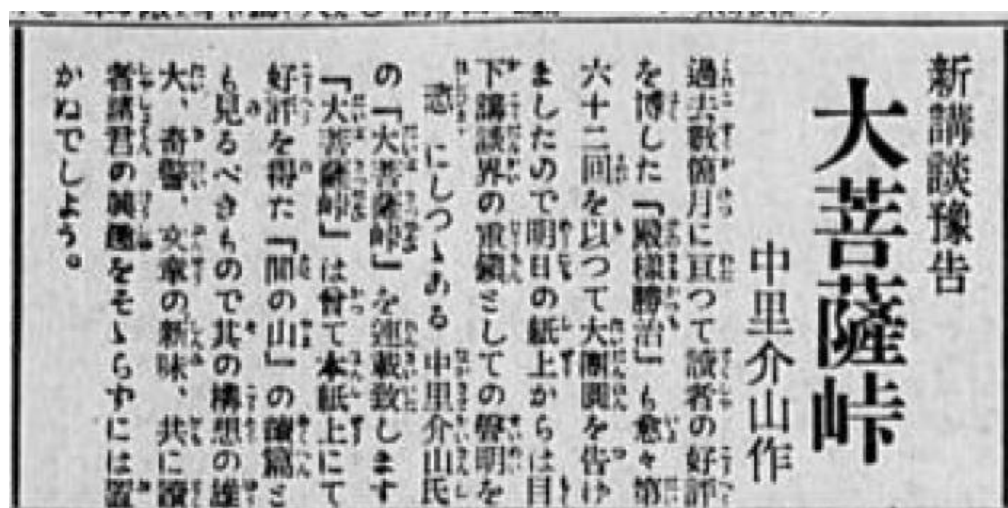 新講談豫告
大菩薩峠
中里介山作
過去數箇月に亙つて讀者の好評
を博した『殿樣勝治』も愈々第
六十二回を以つて大團圓を告げ
ましたので明日の紙上からは目
下講談界の重鎭としての聲明を
恣にしつゝある中里介山氏
の『大菩薩峠』を連載致します
『大菩薩峠』は曾て本紙上にて
好評を得た『間の山』の續篇と
も見るべきもので其の構想の雄
大、奇警、文章の新味、共に讀
者諸君の興趣をそゝらずには置
かぬでしよう。